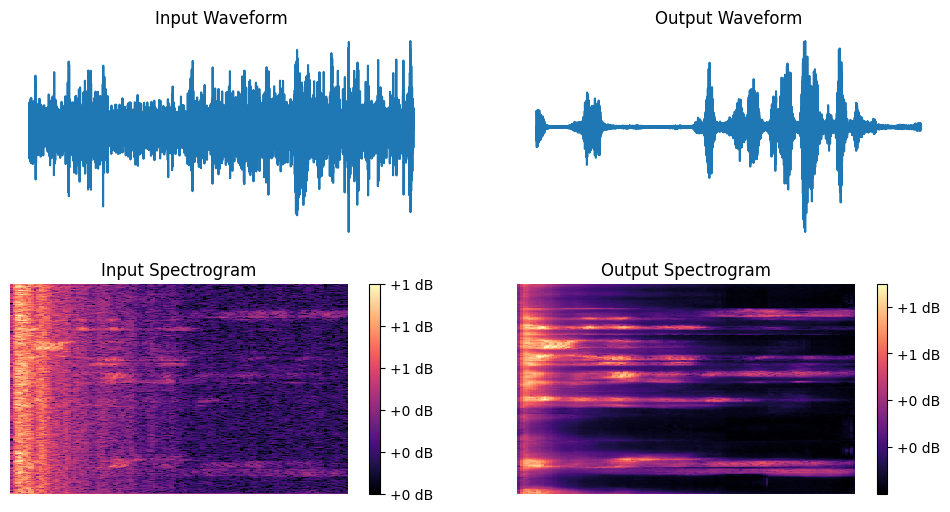 Input Waveform
Output Waveform
Input Spectrogram
+1 dB
+1 dB
+1 dB
+0 dB
+0 dB
+0 dB
Output Spectrogram
+1 dB
+1 dB
+0 dB
+0 dB